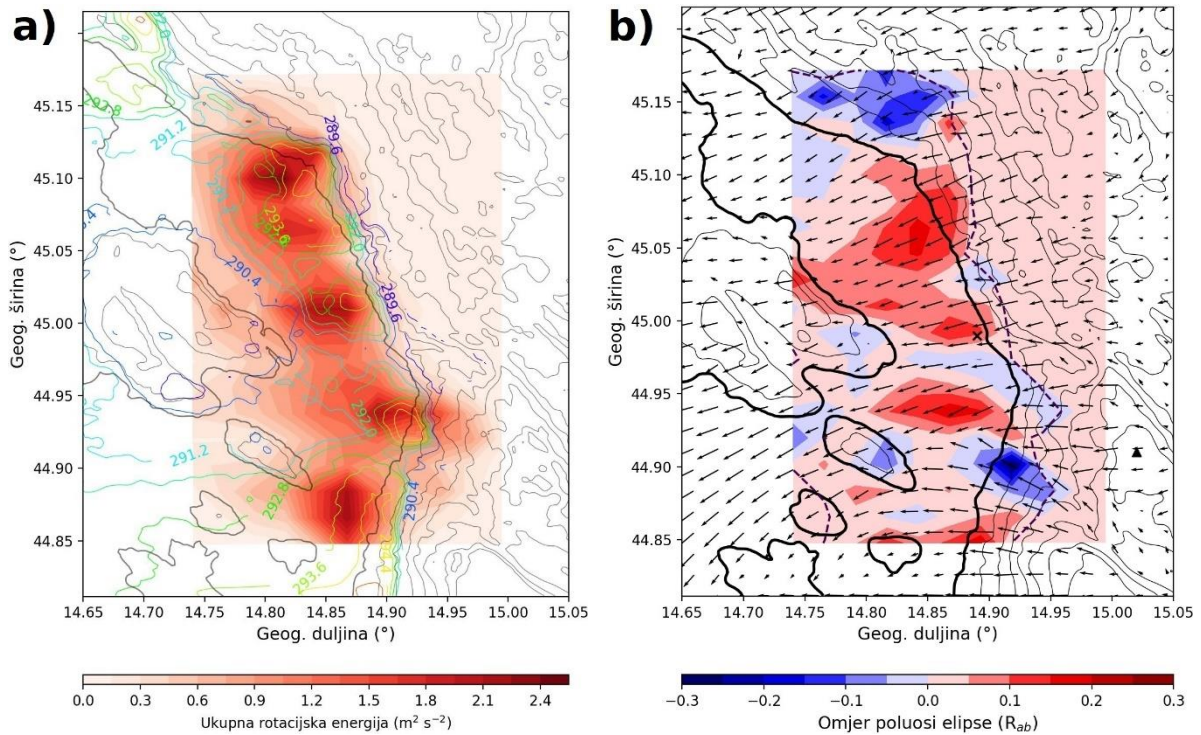 a)
b)
45.15
45.10
45.05
45.00
44.95
44.90
44.85
Geog. širina (°)
292.8
291.2
289.6
293.6
290.4
289.6
292.0
291.2
292.8
290.4
293.6
14.65 14.70 14.75 14.80 14.85 14.90 14.95 15.00 15.05
Geog. duljina (°)
0.0 0.3 0.6 0.9 1.2 1.5 1.8 2.1 2.4
Ukupna rotacijska energija (m² s⁻²)
45.15
45.10
45.05
45.00
44.95
44.90
44.85
Geog. širina (°)
14.65 14.70 14.75 14.80 14.85 14.90 14.95 15.00 15.05
Geog. duljina (°)
−0.3 −0.2 −0.1 0.0 0.1 0.2 0.3
Omjer poluosi elipse (Rab)